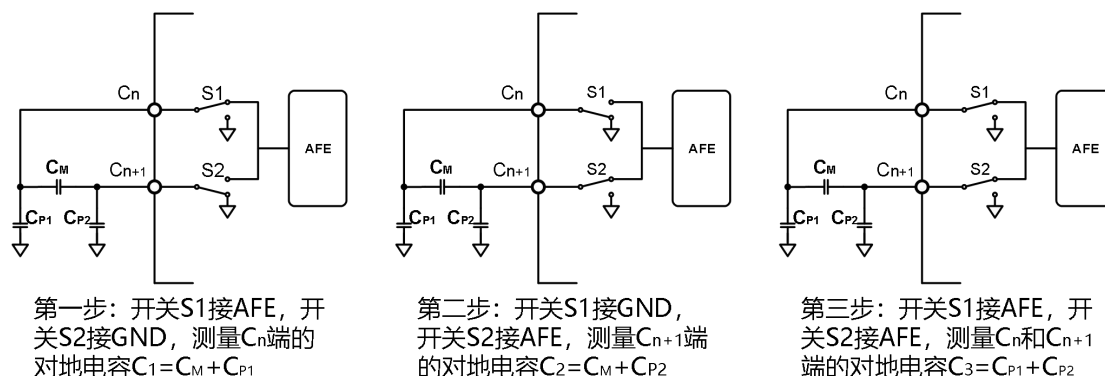 Cn
S1
AFE
CM
Cn+1
S2
CP1
CP2
第一步：开关S1接AFE，开
关S2接GND，测量Cn端的
对地电容C1=CM+CP1
Cn
S1
AFE
CM
Cn+1
S2
CP1
CP2
第二步：开关S1接GND，
开关S2接AFE，测量Cn+1端
的对地电容C2=CM+CP2
Cn
S1
AFE
CM
Cn+1
S2
CP1
CP2
第三步：开关S1接AFE，开
关S2接AFE，测量Cn和Cn+1
端的对地电容C3=CP1+CP2